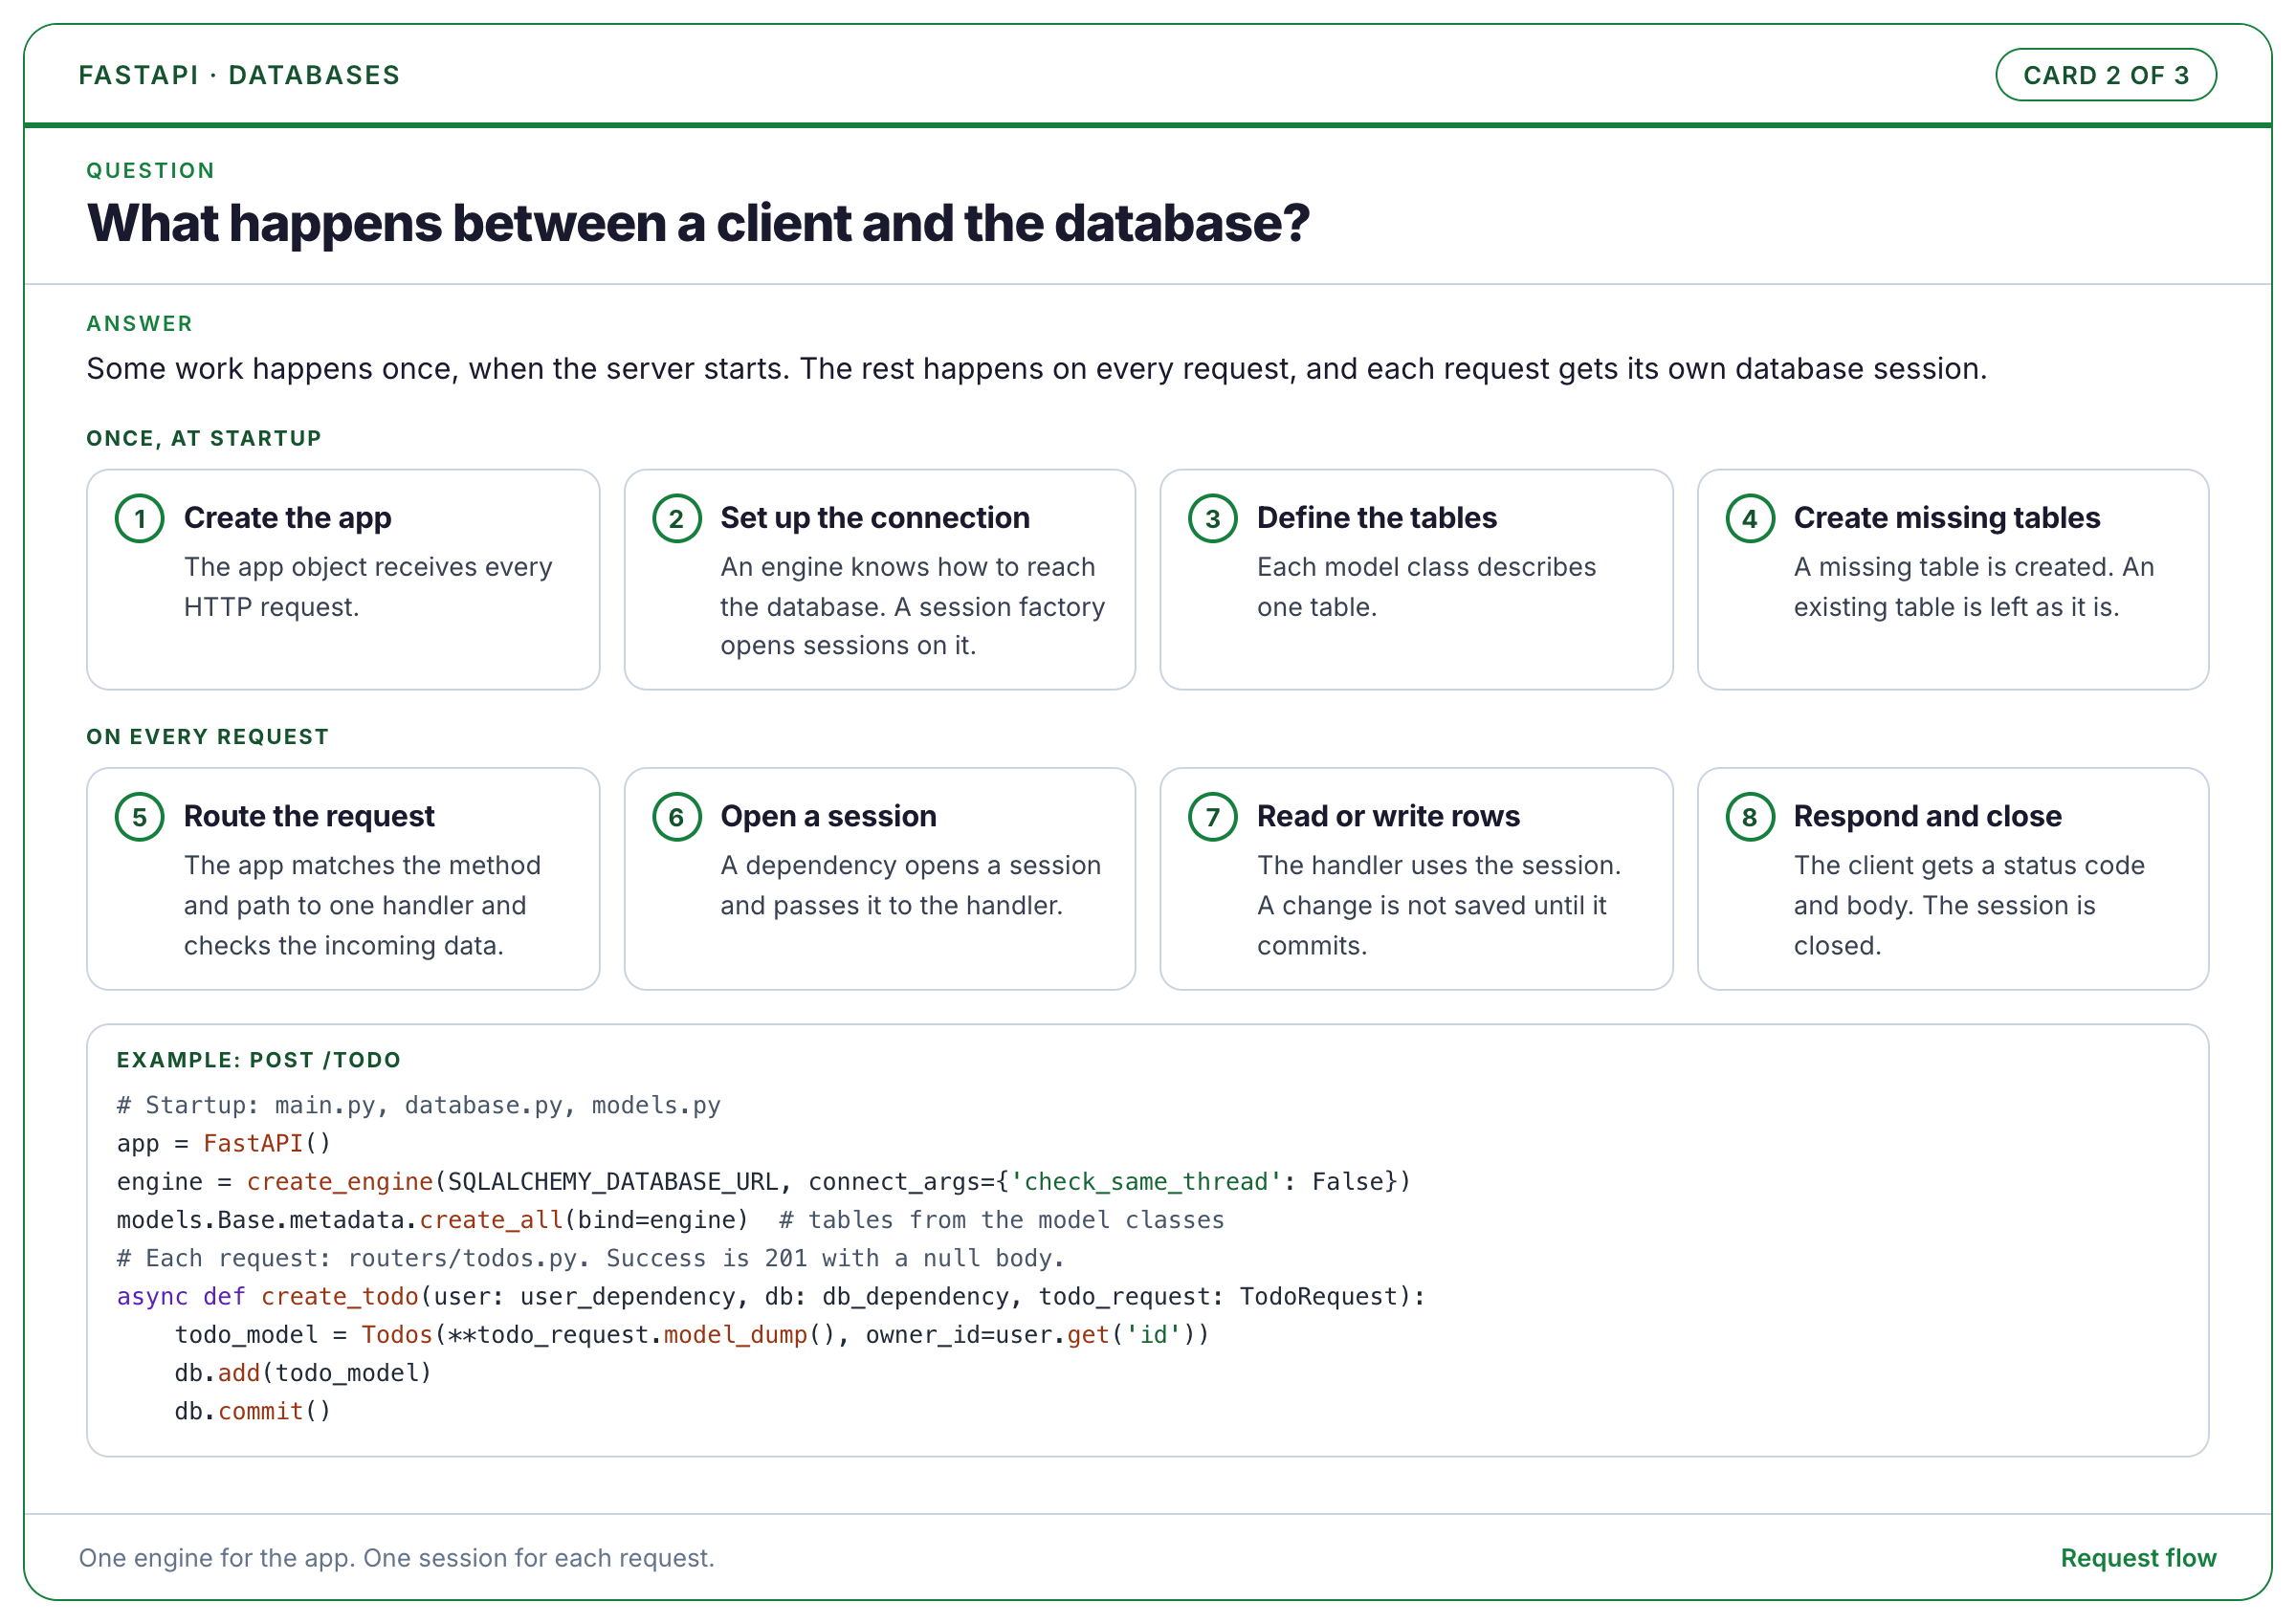 FASTAPI · DATABASES
CARD 2 OF 3
QUESTION
What happens between a client and the database?
ANSWER
Some work happens once, when the server starts. The rest happens on every request, and each request gets its own database session.
ONCE, AT STARTUP
1 Create the app
The app object receives every
HTTP request.
2 Set up the connection
An engine knows how to reach
the database. A session factory
opens sessions on it.
3 Define the tables
Each model class describes
one table.
4 Create missing tables
A missing table is created. An
existing table is left as it is.
ON EVERY REQUEST
5 Route the request
The app matches the method
and path to one handler and
checks the incoming data.
6 Open a session
A dependency opens a session
and passes it to the handler.
7 Read or write rows
The handler uses the session.
A change is not saved until it
commits.
8 Respond and close
The client gets a status code
and body. The session is
closed.
EXAMPLE: POST /TODO
# Startup: main.py, database.py, models.py
app = FastAPI()
engine = create_engine(SQLALCHEMY_DATABASE_URL, connect_args={'check_same_thread': False})
models.Base.metadata.create_all(bind=engine)  # tables from the model classes
# Each request: routers/todos.py. Success is 201 with a null body.
async def create_todo(user: user_dependency, db: db_dependency, todo_request: TodoRequest):
    todo_model = Todos(**todo_request.model_dump(), owner_id=user.get('id'))
    db.add(todo_model)
    db.commit()
One engine for the app. One session for each request.
Request flow